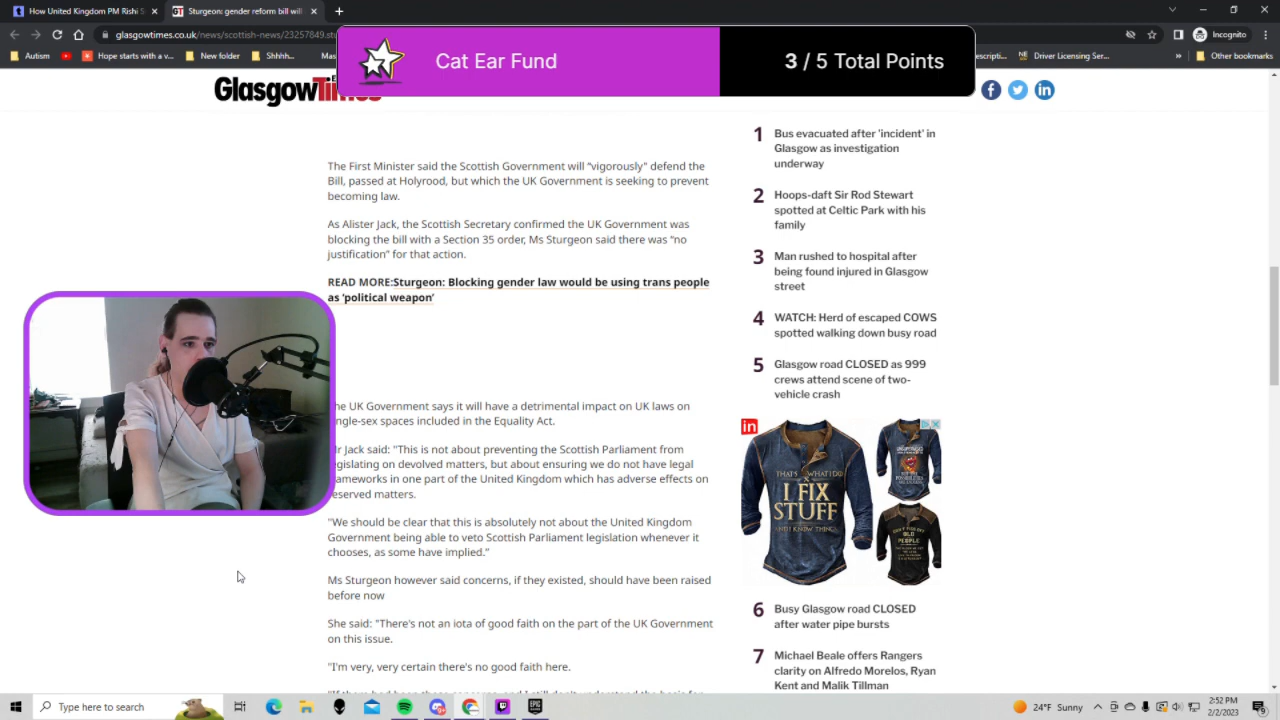 How Unknown PM Rishi S
Sturgeon: Tories will
glasgowtimes.co.uk/news/scottish-news/23257849.stu
Incognito
Autism
Hope starts with a v...
Shhhh...
descript...
Driver Licensing Ser...
Other bookmarks
Cat Ear Fund
3 / 5 Total Points
GlasgowTimes
The First Minister said the Scottish Government will "vigorously" defend the
Bill, passed at Holyrood, but which the UK Government is seeking to prevent
becoming law.
As Alister Jack, the Scottish Secretary confirmed the UK Government was
blocking the bill with a Section 35 order, Ms Sturgeon said there was “no
justification” for that action.
READ MORE:Sturgeon: Blocking gender law would be using trans people
as ‘political weapon’
he UK Government says it will have a detrimental impact on UK laws on
ngle-sex spaces included in the Equality Act.
r Jack said: "This is not about preventing the Scottish Parliament from
gislating on devolved matters, but about ensuring we do not have legal
ameworks in one part of the United Kingdom which has adverse effects on
eserved matters.
"We should be clear that this is absolutely not about the United Kingdom
Government being able to veto Scottish Parliament legislation whenever it
chooses, as some have implied.”
Ms Sturgeon however said concerns, if they existed, should have been raised
before now
She said: "There's not an iota of good faith on the part of the UK Government
on this issue.
"I'm very, very certain there's no good faith here.
1 Bus evacuated after 'incident' in
Glasgow as investigation
underway
2 Hoops-daft Sir Rod Stewart
spotted at Celtic Park with his
family
3 Man rushed to hospital after
being found injured in Glasgow
street
4 WATCH: Herd of escaped COWS
spotted walking down busy road
5 Glasgow road CLOSED as 999
crews attend scene of two-
vehicle crash
in
THAT'S WHAT I DO
I FIX
STUFF
AND I KNOW THINGS
OLD
PEOPLE
6 Busy Glasgow road CLOSED
after water pipe bursts
7 Michael Beale offers Rangers
clarity on Alfredo Morelos, Ryan
Kent and Malik Tillman
Type here to search
24°F Sunny
2:52 PM
2/2/2023